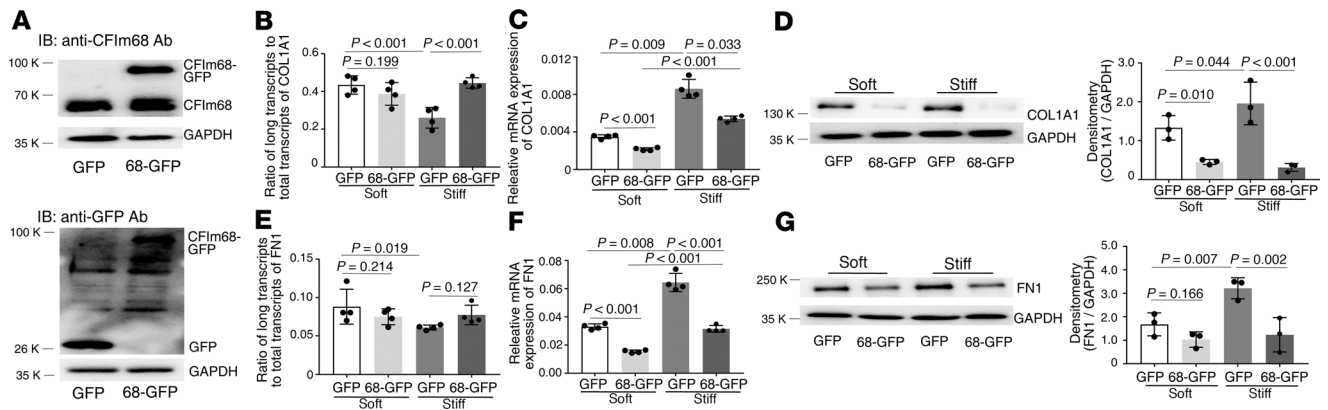 A
IB: anti-CFIm68 Ab
100 K
70 K
35 K
CFIm68-
GFP
CFIm68
GAPDH
GFP 68-GFP
IB: anti-GFP Ab
100 K
26 K
35 K
CFIm68-
GFP
GFP
GAPDH
GFP 68-GFP
B
Ratio of long transcripts to
total transcripts of COL1A1
P < 0.001 P < 0.001
P = 0.199
0.4
0.2
0
GFP 68-GFP GFP 68-GFP
Soft Stiff
C
Releative mRNA expression
of COL1A1
P = 0.009 P = 0.033
P < 0.001
P < 0.001
0.012
0.008
0.004
0
GFP 68-GFP GFP 68-GFP
Soft Stiff
D
Soft Stiff
130 K
35 K
COL1A1
GAPDH
GFP 68-GFP GFP 68-GFP
Densitometry
(COL1A1 / GAPDH)
P = 0.044 P < 0.001
P = 0.010
3.0
2.0
1.0
0.0
GFP 68-GFP GFP 68-GFP
Soft Stiff
E
Ratio of long transcripts
to total transcripts of FN1
P = 0.019
P = 0.214
P = 0.127
0.15
0.10
0.05
0.00
GFP 68-GFP GFP 68-GFP
Soft Stiff
F
Releative mRNA
expression of FN1
P = 0.008 P < 0.001
P < 0.001
P < 0.001
0.08
0.06
0.04
0.02
0.00
GFP 68-GFP GFP 68-GFP
Soft Stiff
G
Soft Stiff
250 K
35 K
FN1
GAPDH
GFP 68-GFP GFP 68-GFP
Densitometry
(FN1 / GAPDH)
P = 0.007 P = 0.002
P = 0.166
5.0
4.0
3.0
2.0
1.0
0.0
GFP 68-GFP GFP 68-GFP
Soft Stiff